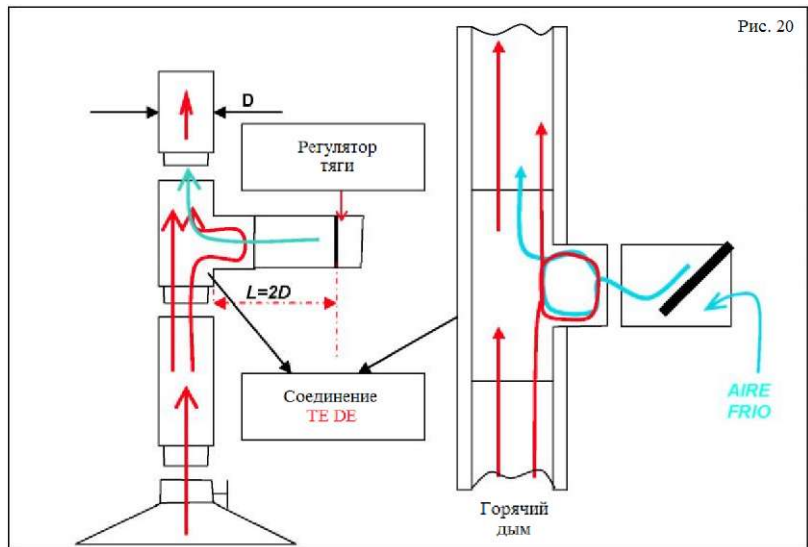 Рис. 20
D
Регулятор
тяги
L=2D
Соединение
TE DE
AIRE
FRIO
Горячий
дым